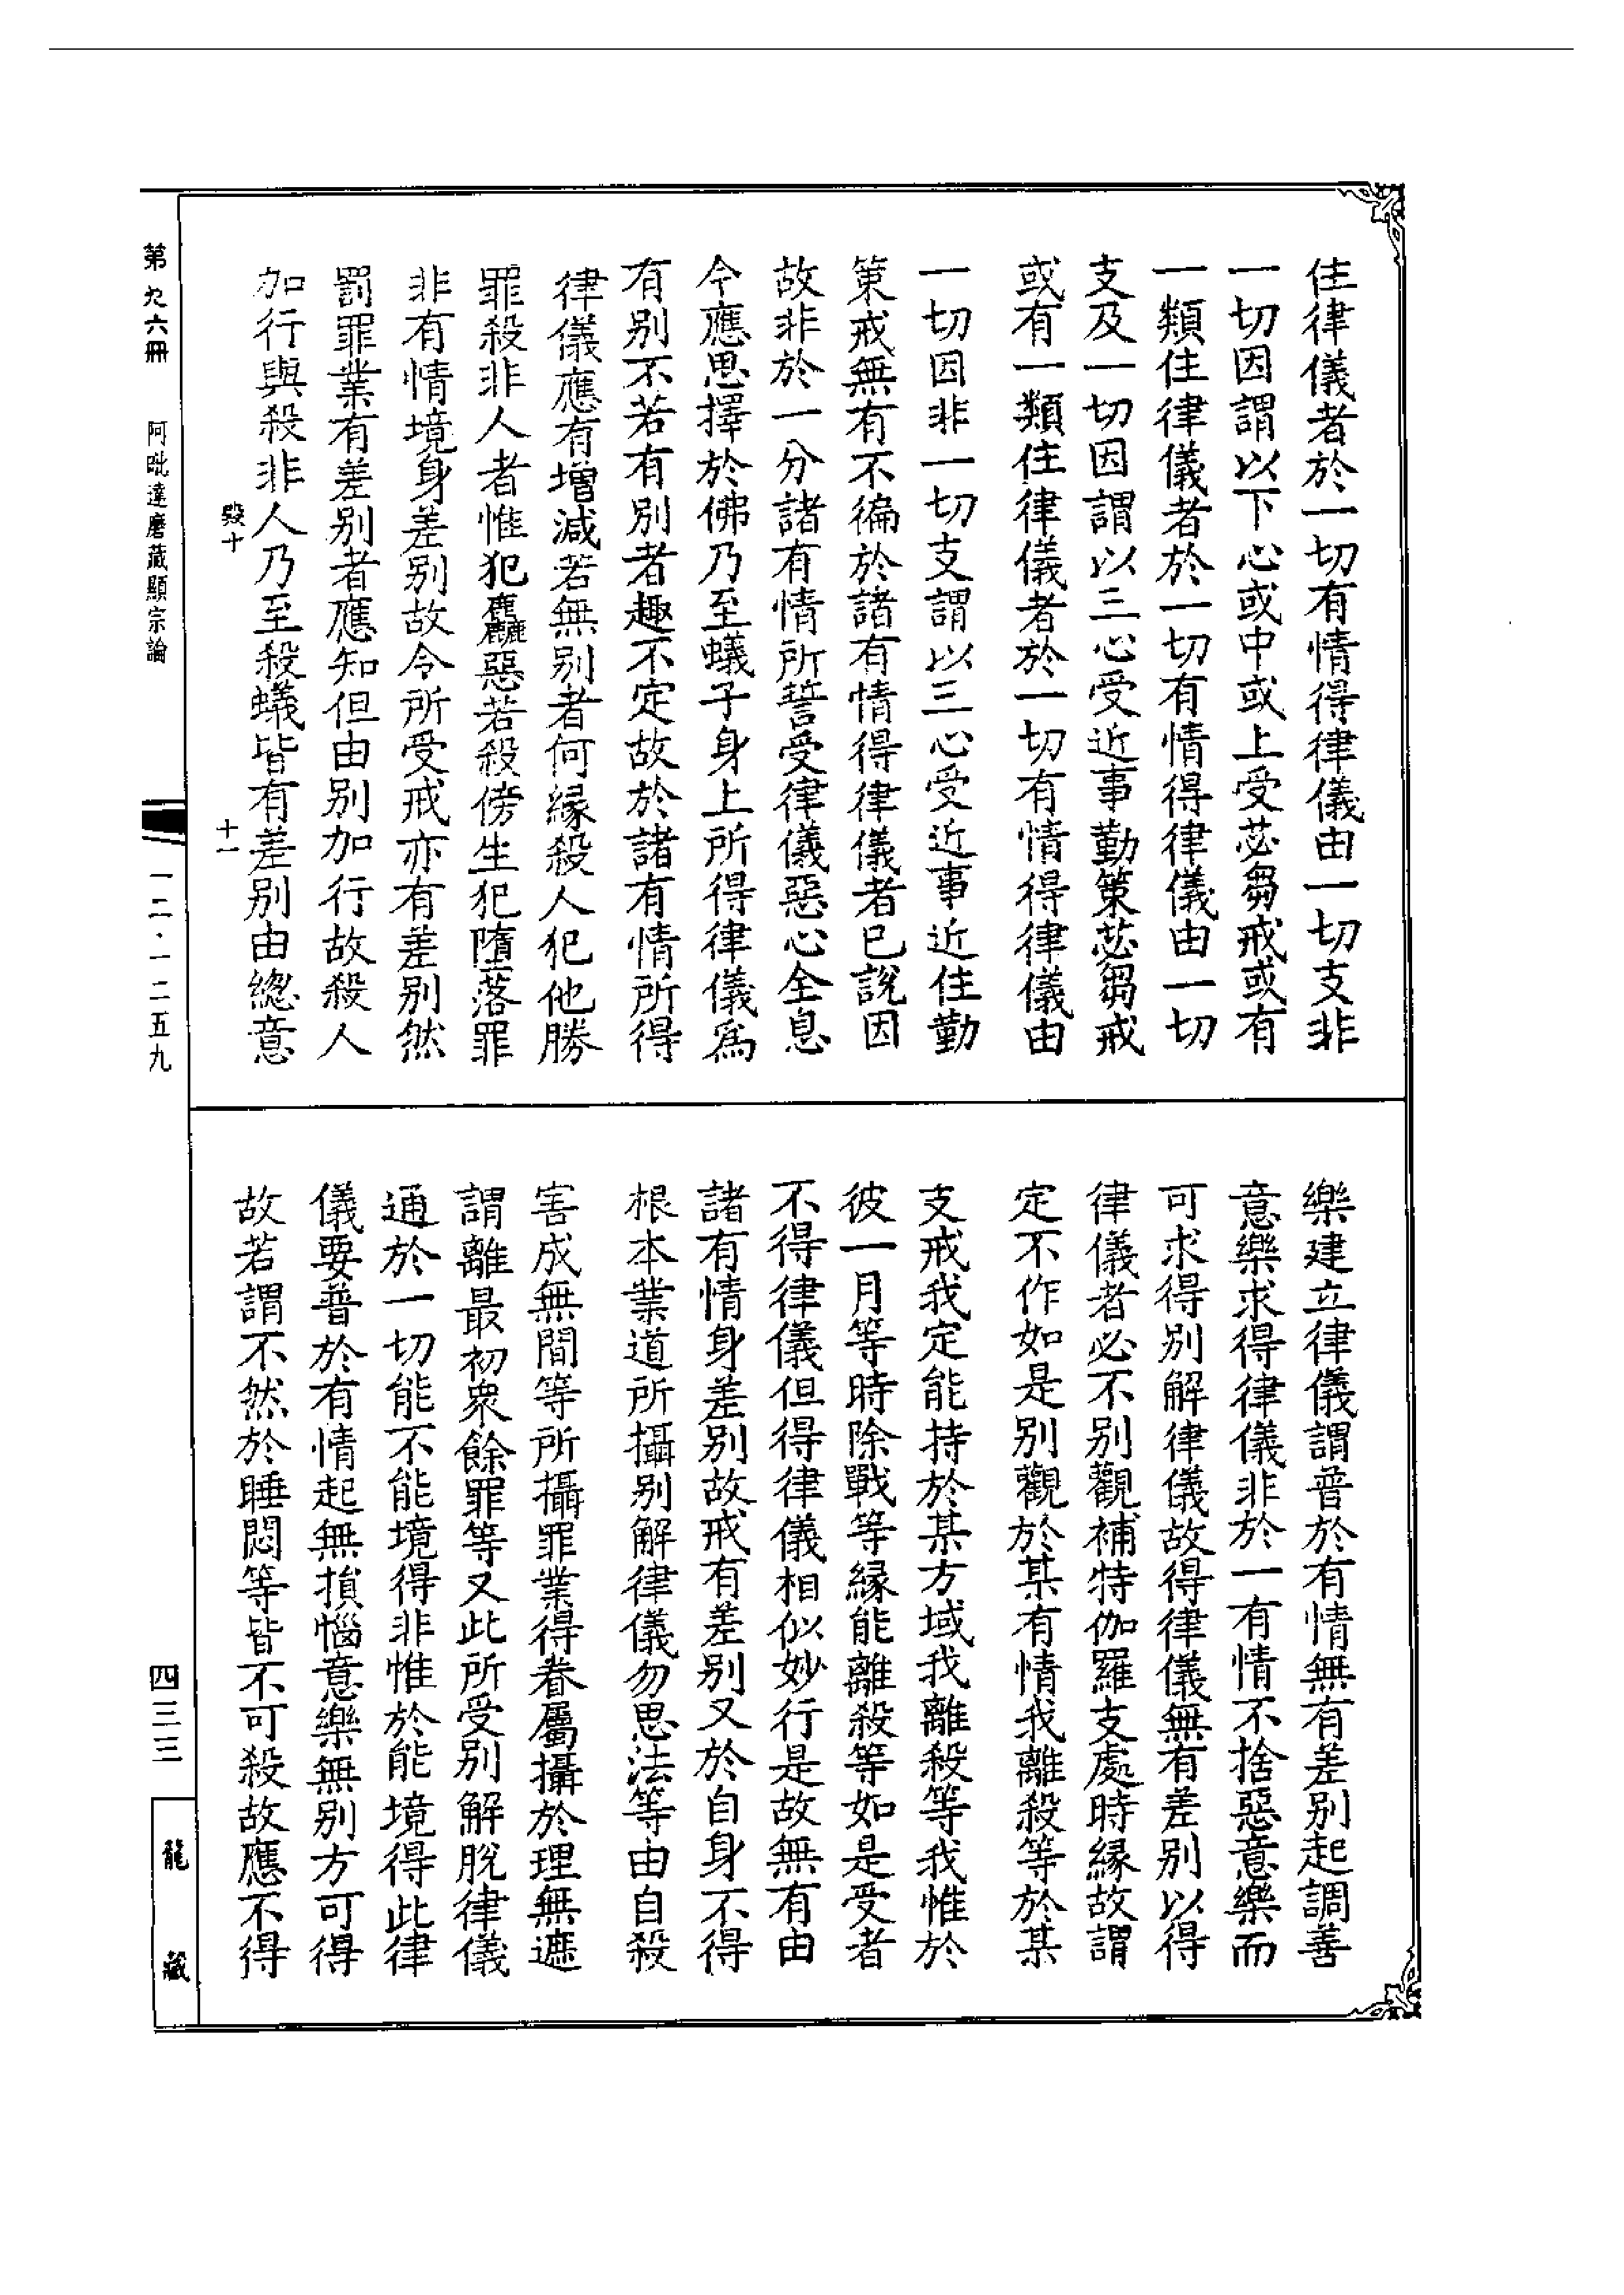 住律儀者於一切有情得律儀由一切支非
一切因謂以下心或中或上受苾芻戒或有
一類住律儀者於一切有情得律儀由一切
支及一切因謂以三心受近事勤策苾芻戒
或有一類住律儀者於一切有情得律儀由
一切因非一切支謂以三心受近事近住勤
策戒無有不徧於諸有情得律儀者已說因
故非於一分諸有情所誓受律儀惡心全息
今應思擇於佛乃至蟻子身上所得律儀為
有別不若有別者趣不定故於諸有情所得
律儀應有增減若無別者何緣殺人犯他勝
罪殺非人者惟犯麤惡若殺傍生犯墮落罪
非有情境身差別故令所受戒亦有差別然
罰罪業有差別者應知但由別加行故殺人
加行與殺非人乃至殺蟻皆有差別由總意
樂建立律儀謂普於有情無有差別起調善
意樂求得律儀非於一有情不捨惡意樂而
可求得別解律儀故得律儀無有差別以得
律儀者必不別觀補特伽羅支處時緣故謂
定不作如是別觀於某有情我離殺等於某
支戒我定能持於某方域我離殺等我惟於
彼一月等時除戰等緣能離殺等如是受者
不得律儀但得律儀相似妙行是故無有由
諸有情身差別故戒有差別又於自身不得
根本業道所攝別解律儀勿思法等由自殺
害成無間等所攝罪業得眷屬攝於理無遮
謂離最初眾餘罪等又此所受別解脫律儀
通於一切能不能境得非惟於能境得此律
儀要普於有情起無損惱意樂無別方可得
故若謂不然於睡悶等皆不可殺故應不得
第九六冊 阿毗達磨藏顯宗論 一二·一二五九 四三三 龍藏
毀十 十一